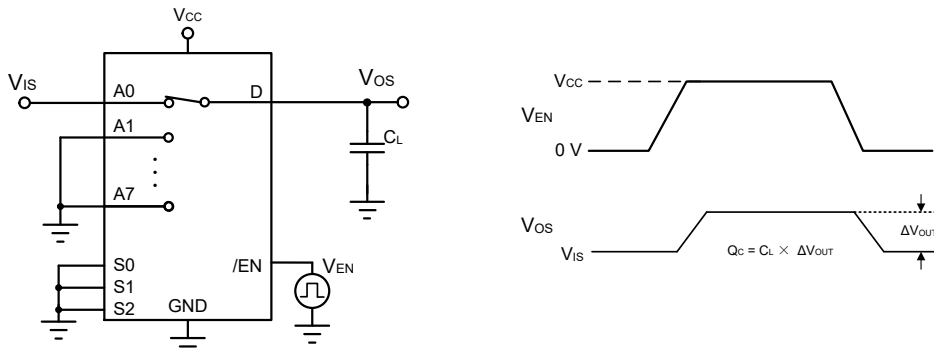 VCC
VIS
A0
D
VOS
A1
CL
A7
S0
S1
S2
/EN
VEN
GND
VCC
VEN
0 V
VOS
VIS
ΔVOUT
QC = CL × ΔVOUT